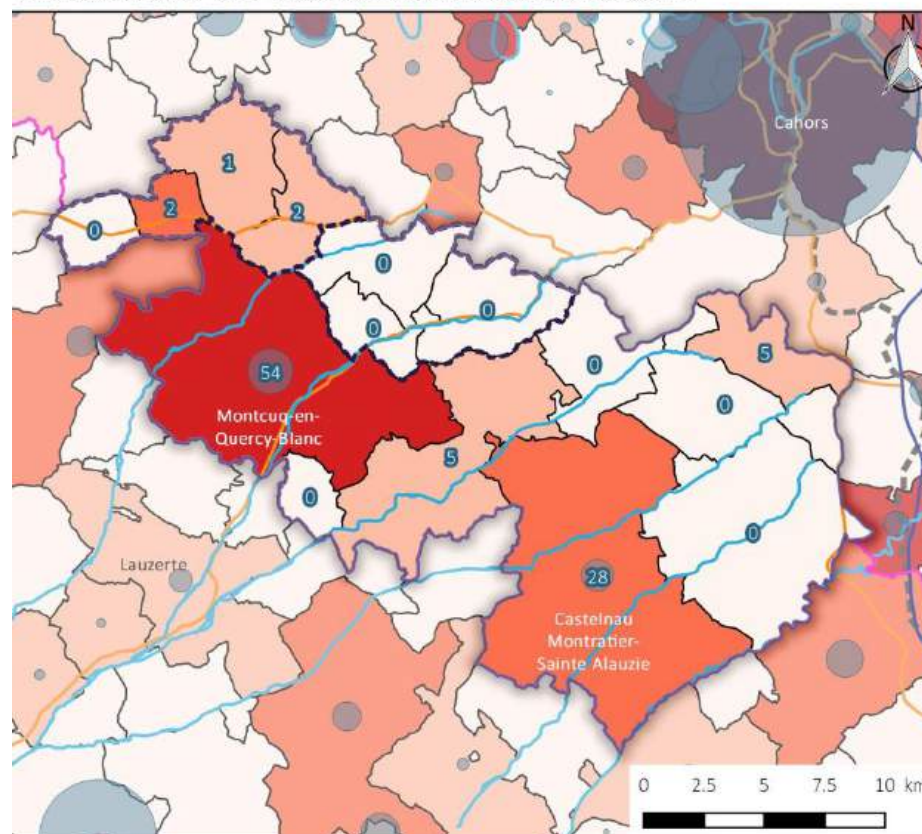 N
Cahors
1
2
2
0
0
0
0
54
0
5
0
Montcuq-en-
Quercy-Blanc
5
0
0
Lauzerte
28
Castelnau
Montratier-
Sainte Alauzie
0 2.5 5 7.5 10 km